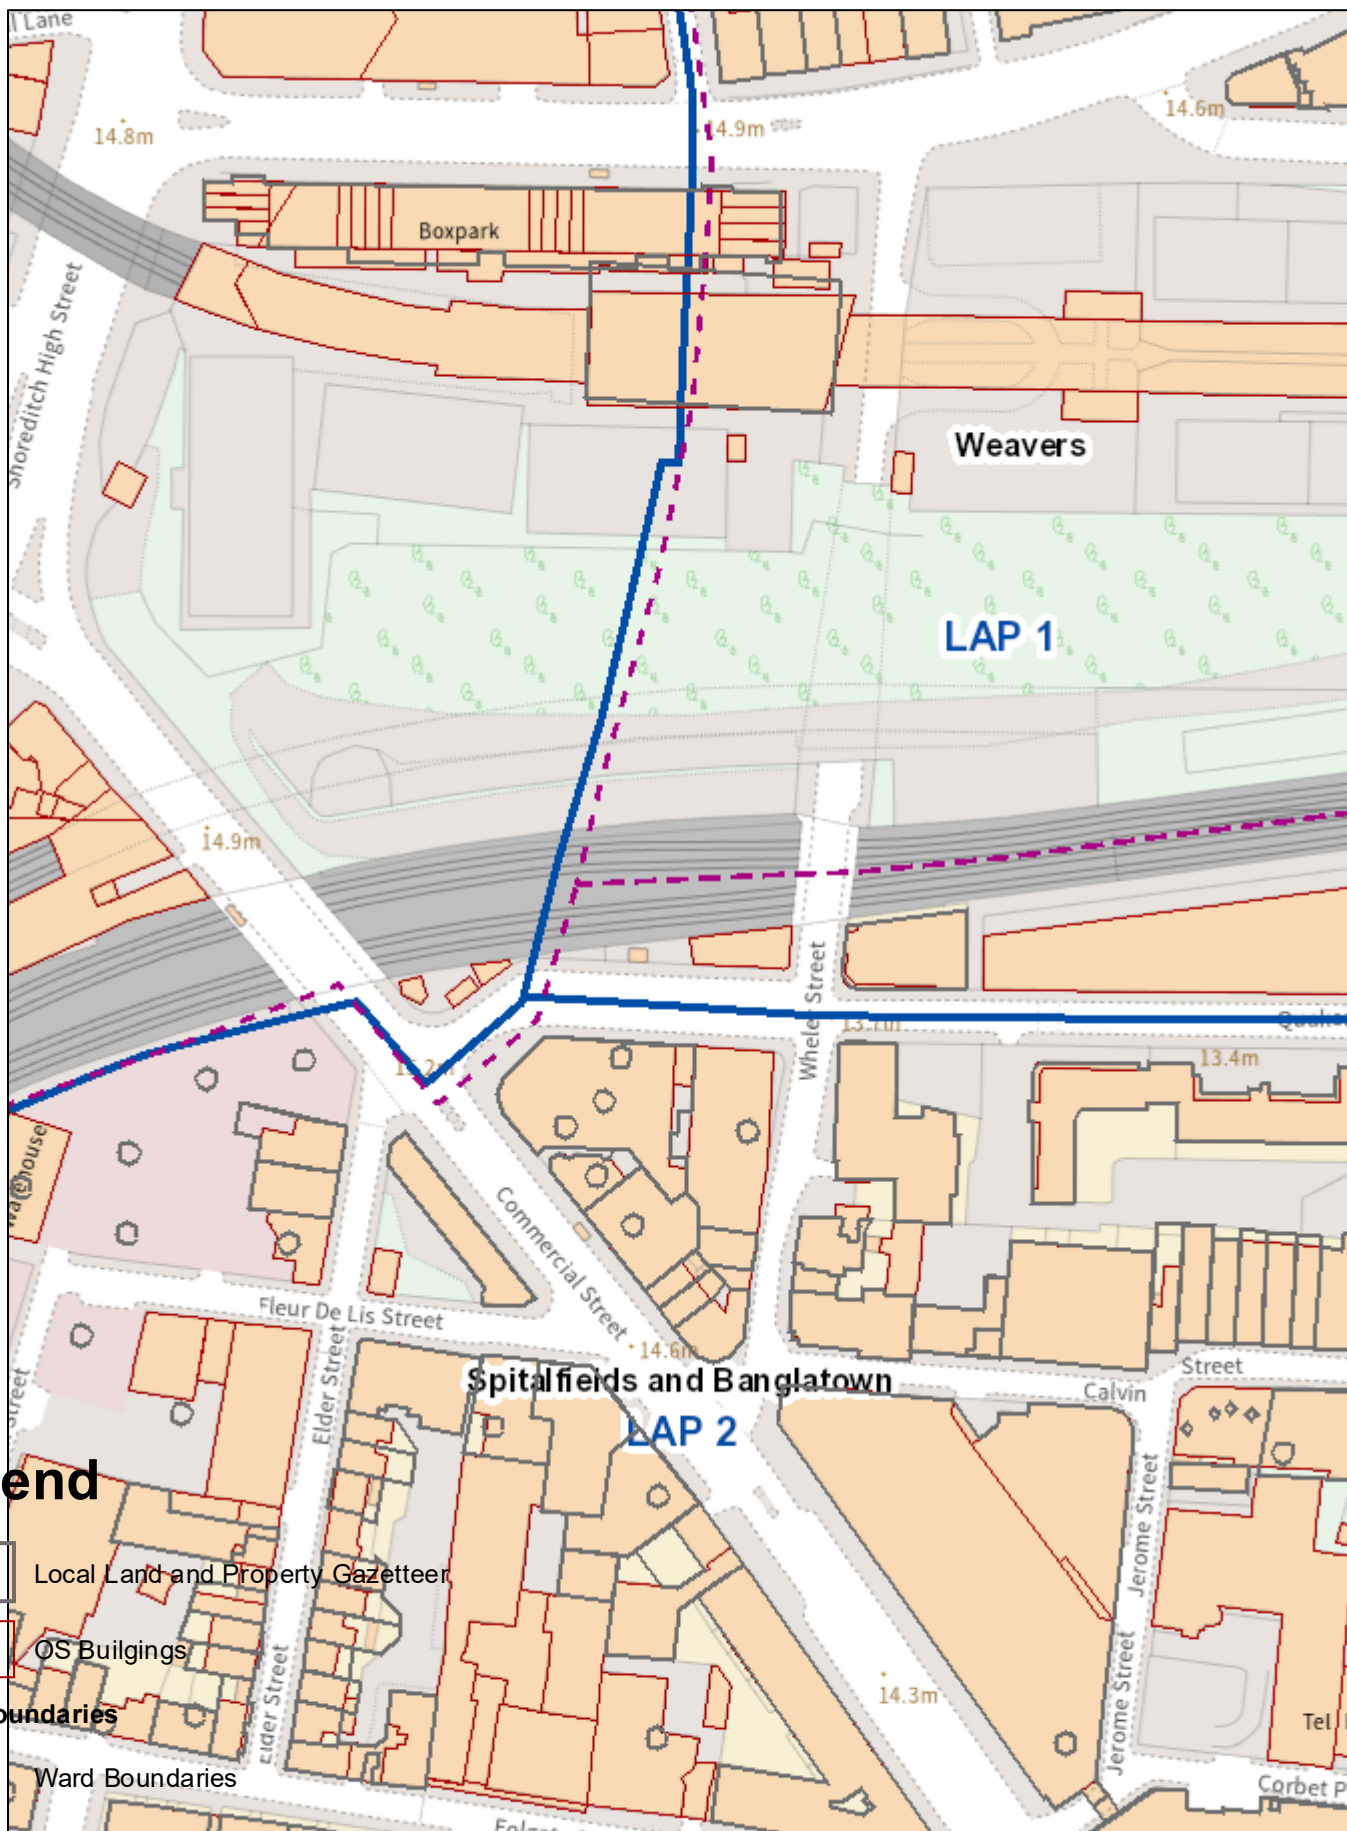 l Lane
14.8m
14.9m
14.6m
Boxpark
Shoreditch High Street
Weavers
LAP 1
14.9m
Wheler Street
13.4m
Warehouse
Commercial Street
Fleur De Lis Street
14.6m
Elder Street
Street
Spitalfields and Banglatown
LAP 2
Street
Calvin
end
Jerome Street
Local Land and Property Gazetteer
OS Builgings
Elder Street
Jerome Street
14.3m
oundaries
Tel
Ward Boundaries
Corbet P